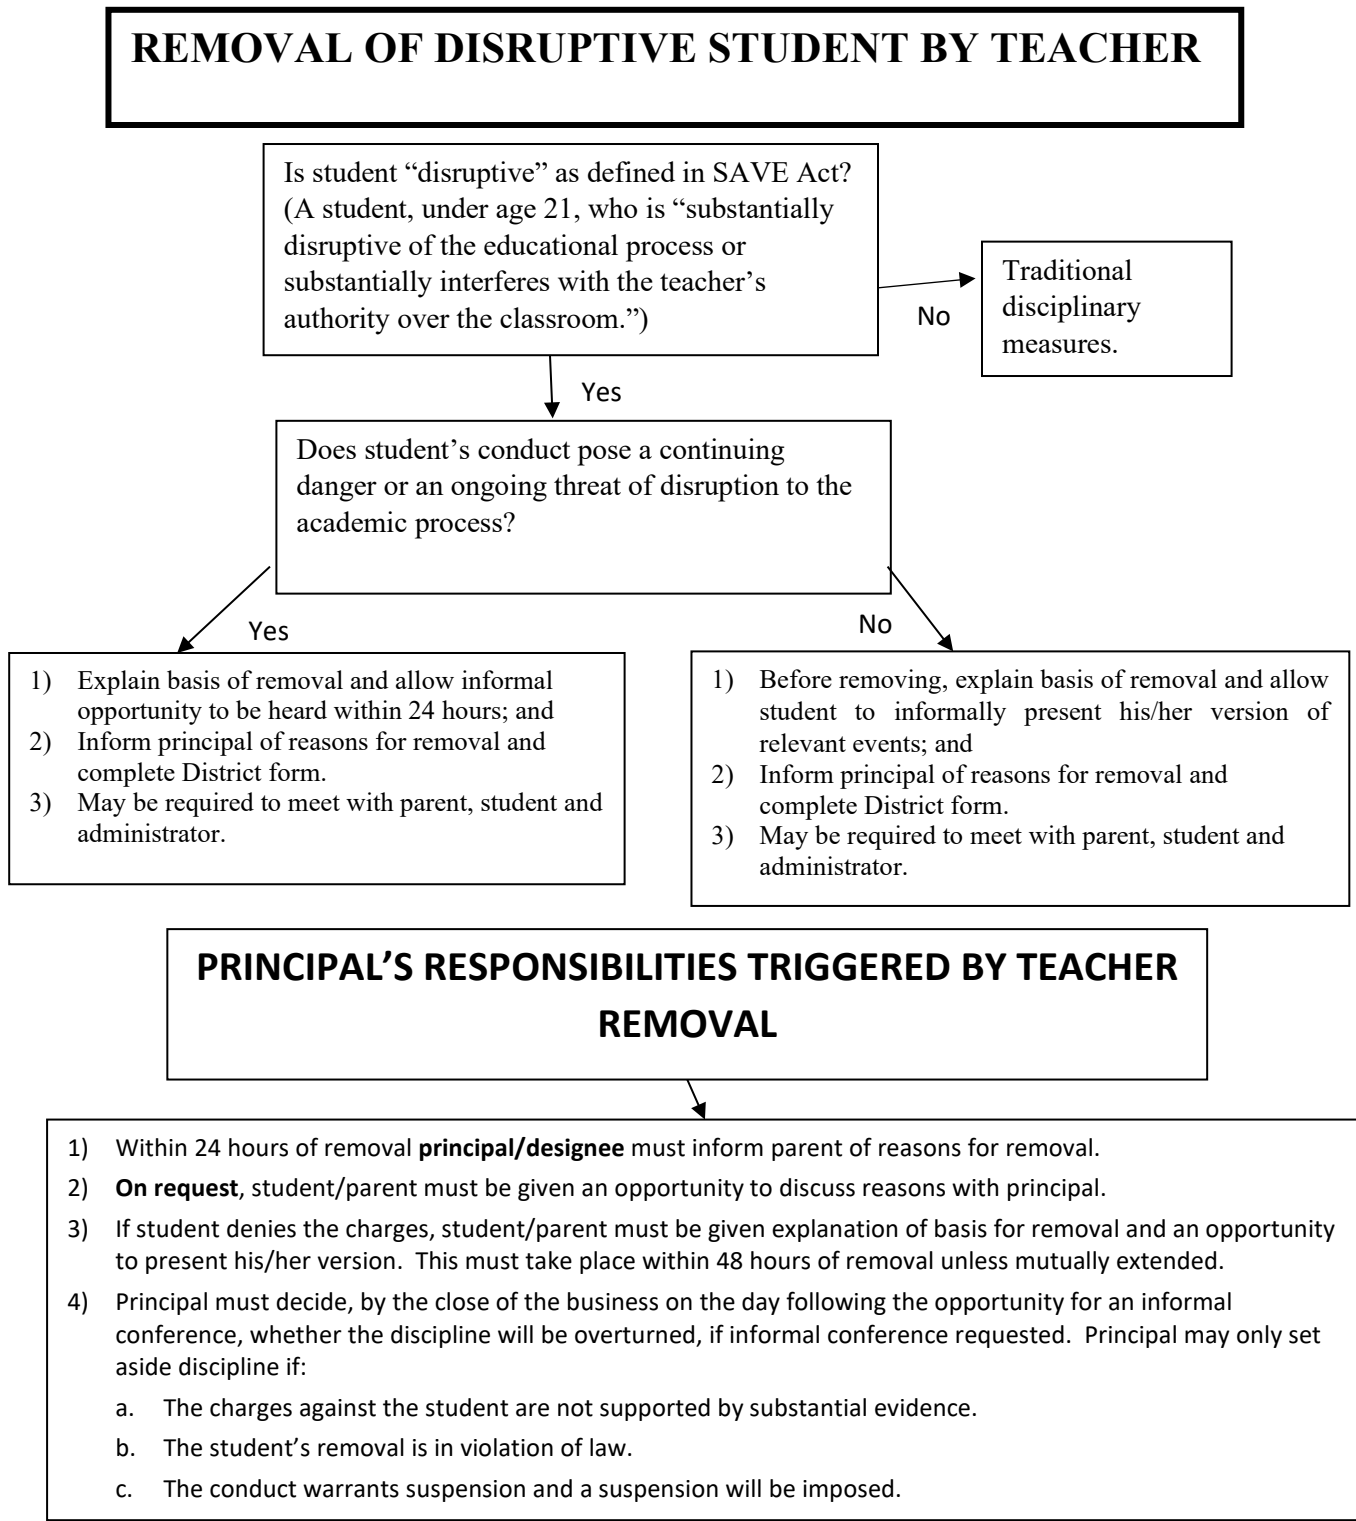 REMOVAL OF DISRUPTIVE STUDENT BY TEACHER
Is student “disruptive” as defined in SAVE Act?
(A student, under age 21, who is “substantially
disruptive of the educational process or
substantially interferes with the teacher’s
authority over the classroom.”)
No
Traditional
disciplinary
measures.
Yes
Does student’s conduct pose a continuing
danger or an ongoing threat of disruption to the
academic process?
Yes
No
1) Explain basis of removal and allow informal
opportunity to be heard within 24 hours; and
2) Inform principal of reasons for removal and
complete District form.
3) May be required to meet with parent, student and
administrator.
1) Before removing, explain basis of removal and allow
student to informally present his/her version of
relevant events; and
2) Inform principal of reasons for removal and
complete District form.
3) May be required to meet with parent, student and
administrator.
PRINCIPAL’S RESPONSIBILITIES TRIGGERED BY TEACHER
REMOVAL
1) Within 24 hours of removal principal/designee must inform parent of reasons for removal.
2) On request, student/parent must be given an opportunity to discuss reasons with principal.
3) If student denies the charges, student/parent must be given explanation of basis for removal and an opportunity
to present his/her version. This must take place within 48 hours of removal unless mutually extended.
4) Principal must decide, by the close of the business on the day following the opportunity for an informal
conference, whether the discipline will be overturned, if informal conference requested. Principal may only set
aside discipline if:
a. The charges against the student are not supported by substantial evidence.
b. The student’s removal is in violation of law.
c. The conduct warrants suspension and a suspension will be imposed.